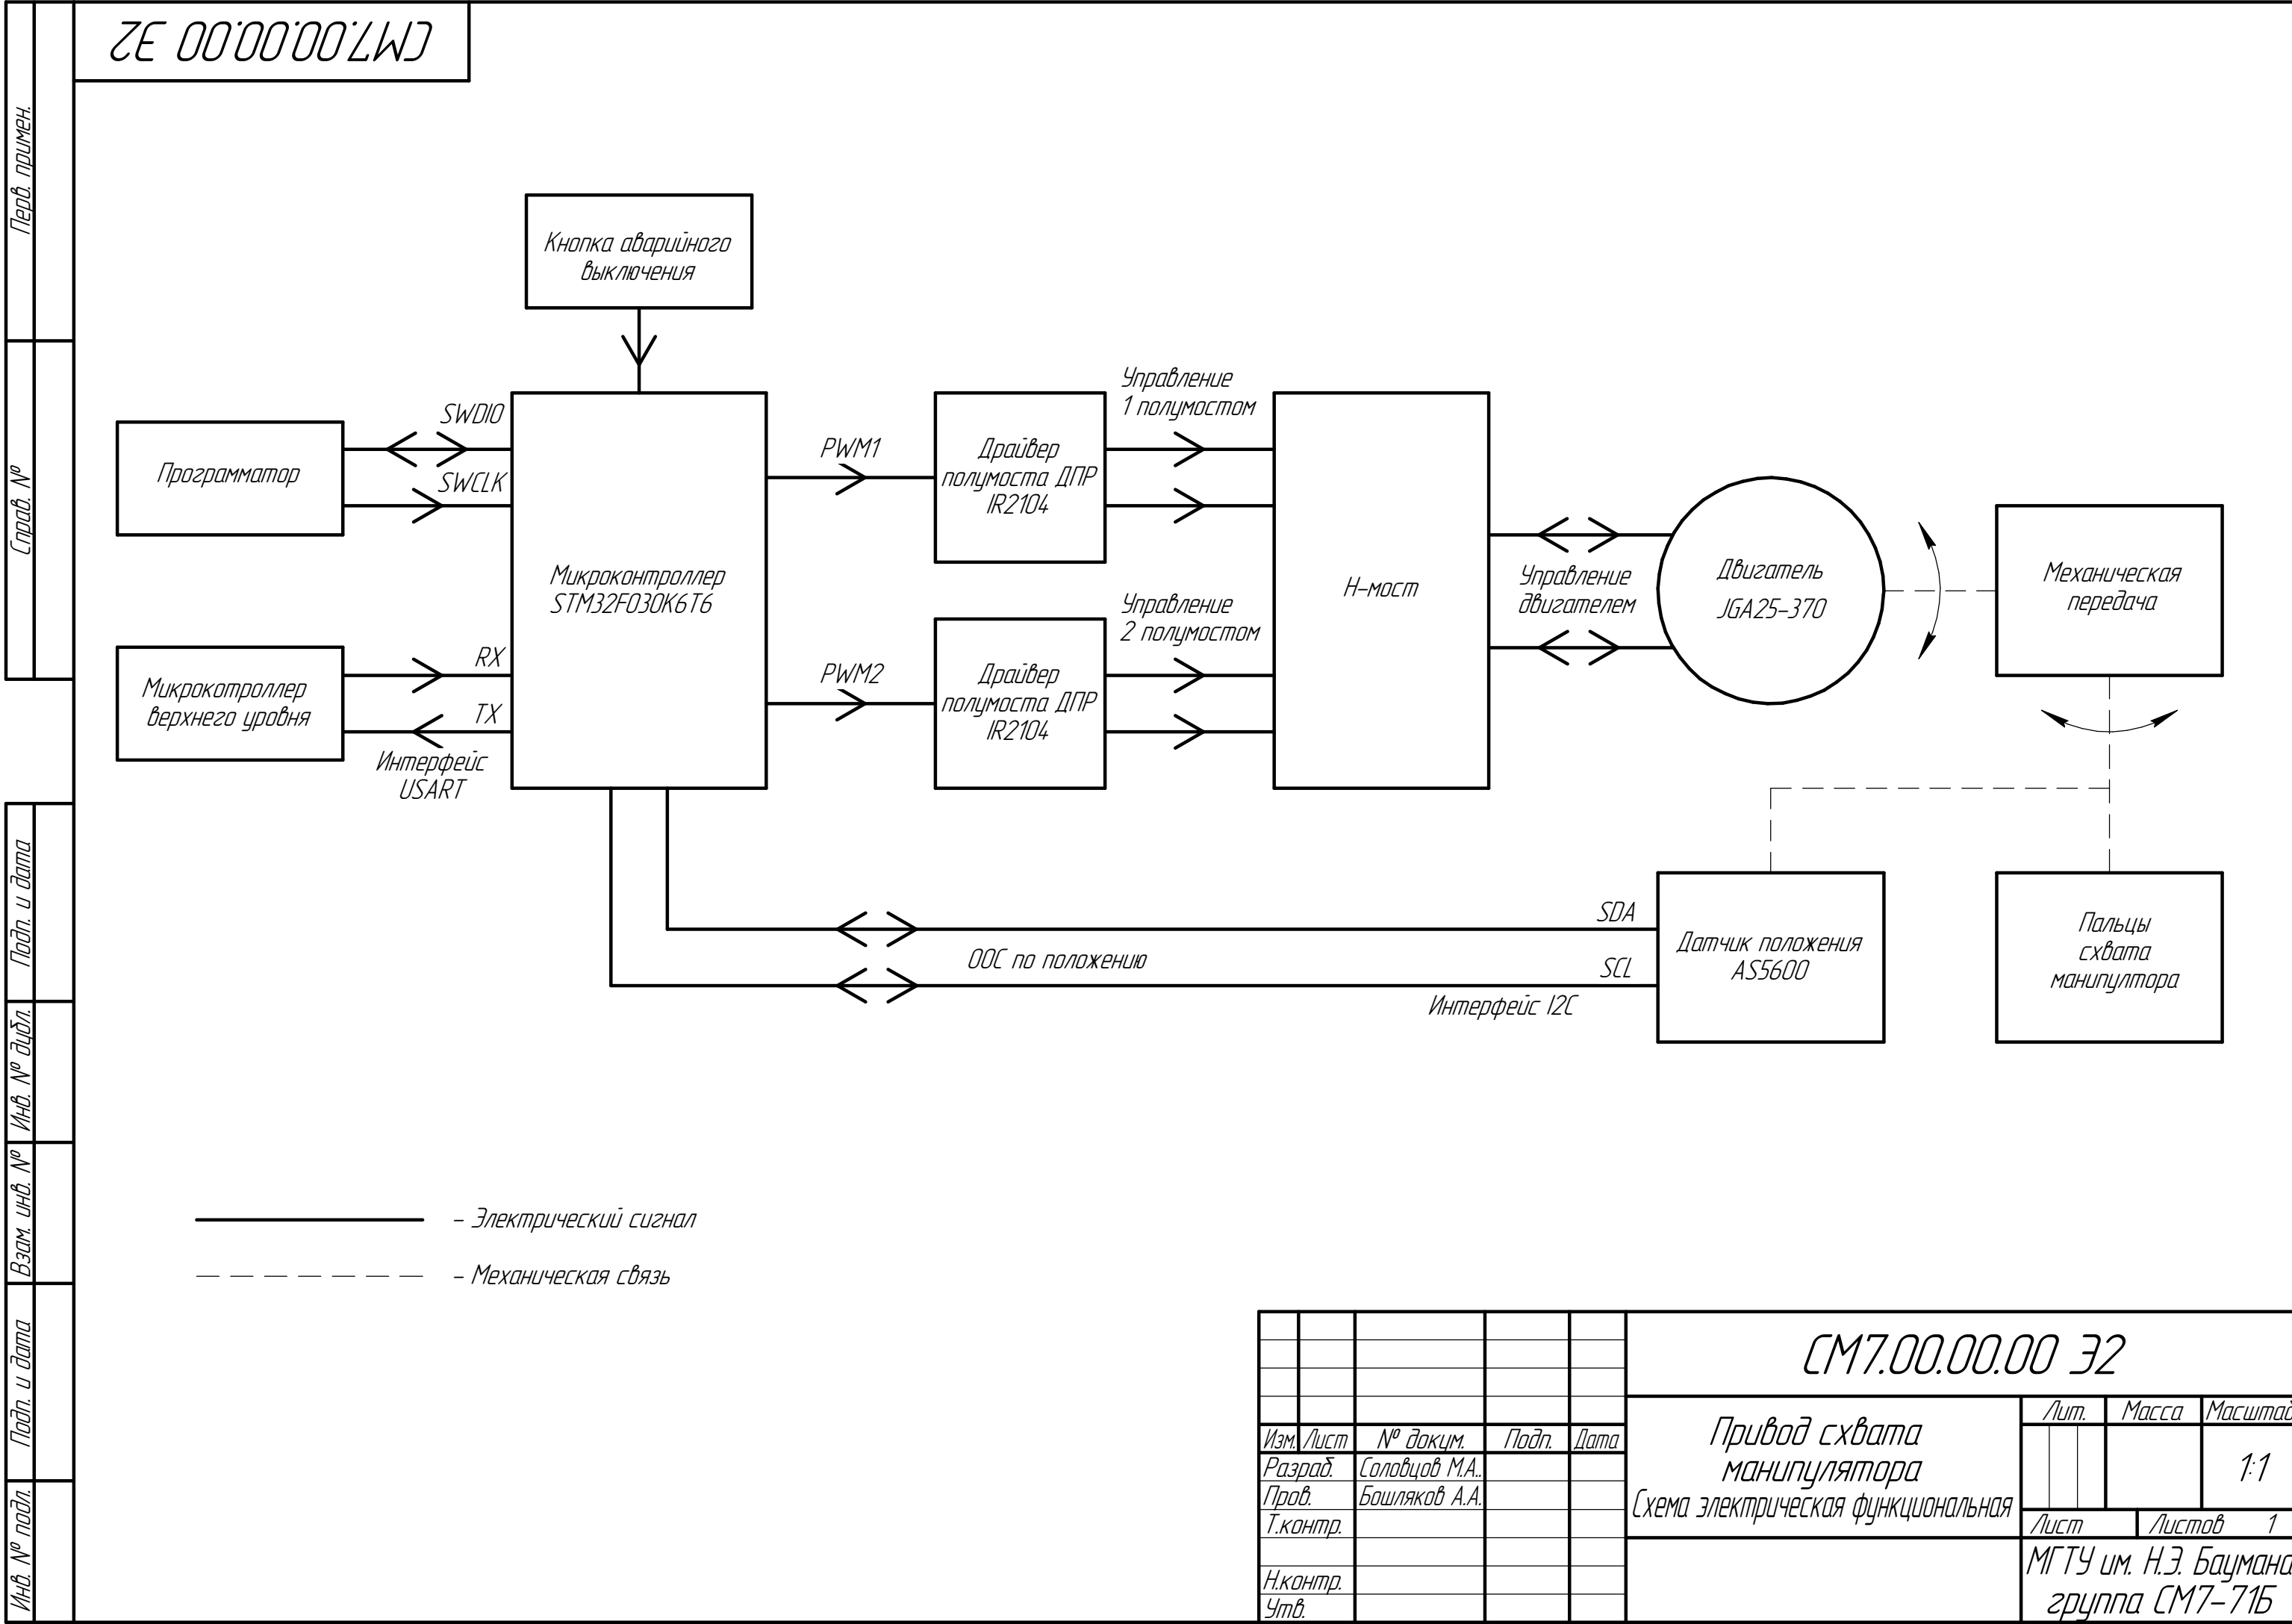 СМ7.00.00.00 Э2
Перв. примен.
Справ. №
Подп. и дата
Инв. № дубл.
Взам. инв. №
Подп. и дата
Инв. № подл.
Кнопка аварийного
выключения
Программатор
SWDIO
SWCLK
Микрокотроллер
верхнего уровня
RX
TX
Интерфейс
USART
Микроконтроллер
STM32F030K6T6
PWM1
PWM2
Драйвер
полумоста ДПР
IR2104
Драйвер
полумоста ДПР
IR2104
Управление
1 полумостом
Управление
2 полумостом
Н-мост
Управление
двигателем
Двигатель
JGA25-370
Механическая
передача
SDA
ООС по положению
SCL
Интерфейс I2C
Датчик положения
AS5600
Пальцы
схвата
манипултора
- Электрический сигнал
- Механическая связь
СМ7.00.00.00 Э2
Изм. Лист № докум. Подп. Дата
Разраб. Соловцов М.А..
Пров. Бошляков А.А.
Т.контр.
Н.контр.
Утв.
Привод схвата
манипулятора
Схема электрическая функциональная
Лит. Масса Масштаб
1:1
Лист Листов 1
МГТУ им. Н.Э. Баумана
группа СМ7-71Б